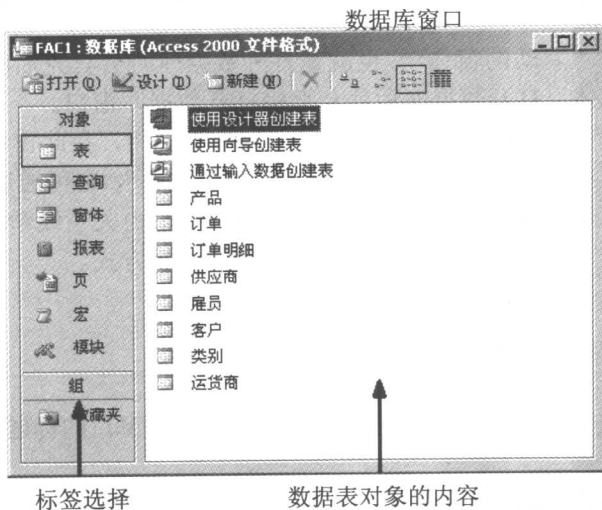 数据库窗口
FAC1 : 数据库 (Access 2000 文件格式)
打开(O) 设计(D) 新建(N)
对象
表
查询
窗体
报表
页
宏
模块
组
收藏夹
使用设计器创建表
使用向导创建表
通过输入数据创建表
产品
订单
订单明细
供应商
雇员
客户
类别
运货商
标签选择
数据表对象的内容